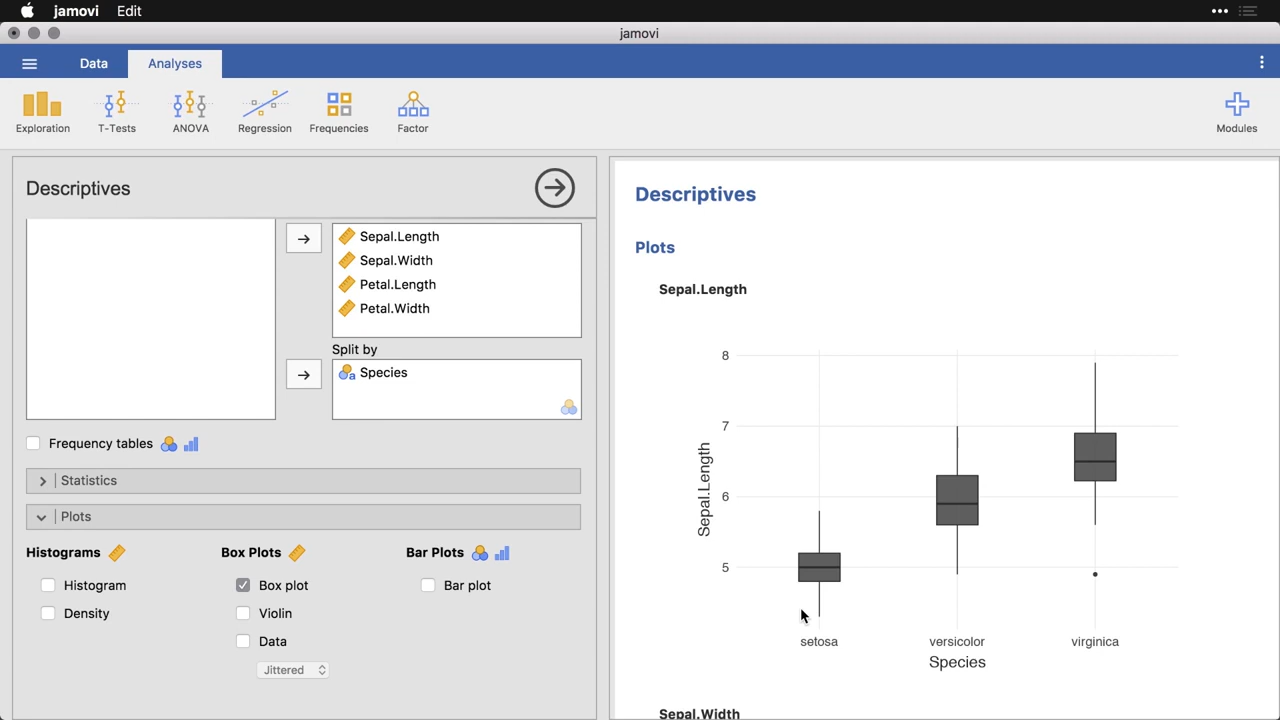 jamovi Edit
jamovi
Data Analyses
Exploration T-Tests ANOVA Regression Frequencies Factor Modules
Descriptives
Sepal.Length
Sepal.Width
Petal.Length
Petal.Width
Split by
Species
Frequency tables
Statistics
Plots
Histograms Box Plots Bar Plots
Histogram Box plot Bar plot
Density Violin
Data
Jittered
Descriptives
Plots
Sepal.Length
8
7
6
5
Sepal.Length
setosa versicolor virginica
Species
Sepal.Width